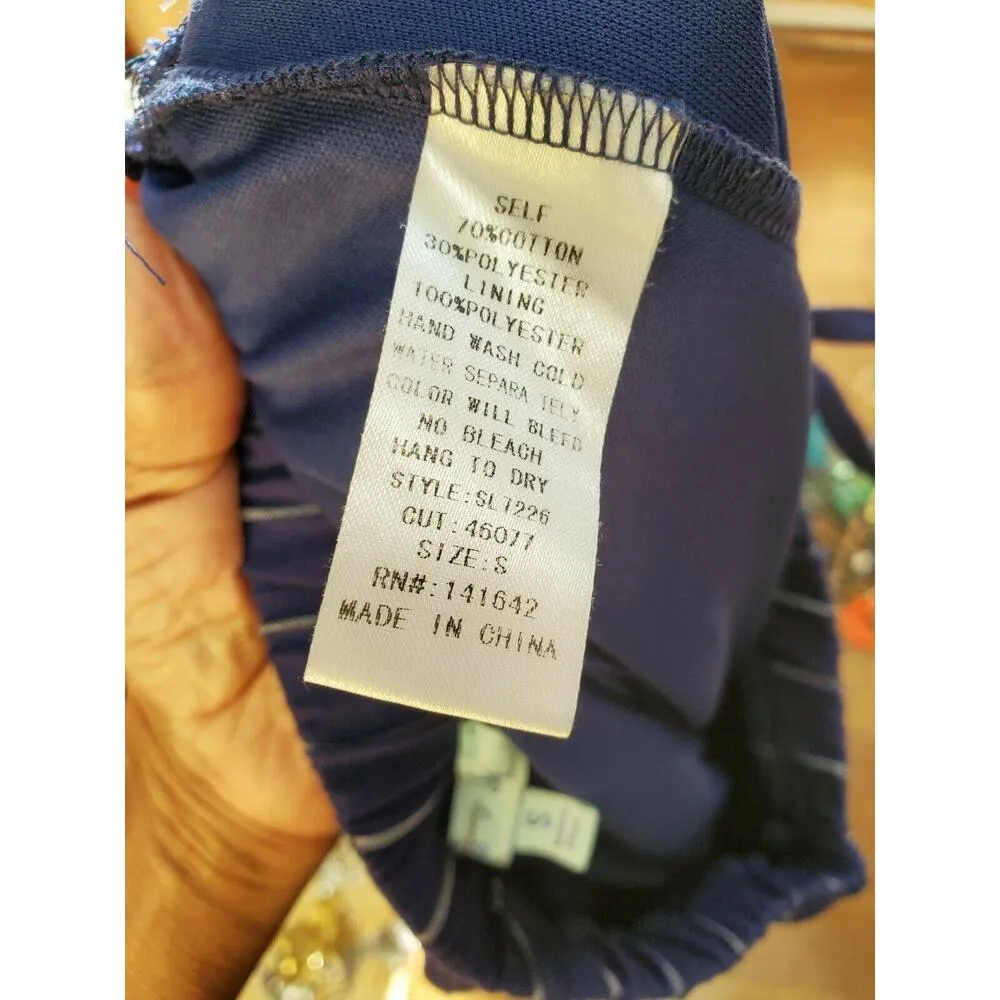 SELF
70%COTTON
30%POLYESTER
LINING
100%POLYESTER
HAND WASH COLD
WATER SEPARA TELY
COLOR WILL BLEED
NO BLEACH
HANG TO DRY
STYLE:SL7226
CUT:46077
SIZE:S
RN#:141642
MADE IN CHINA
S